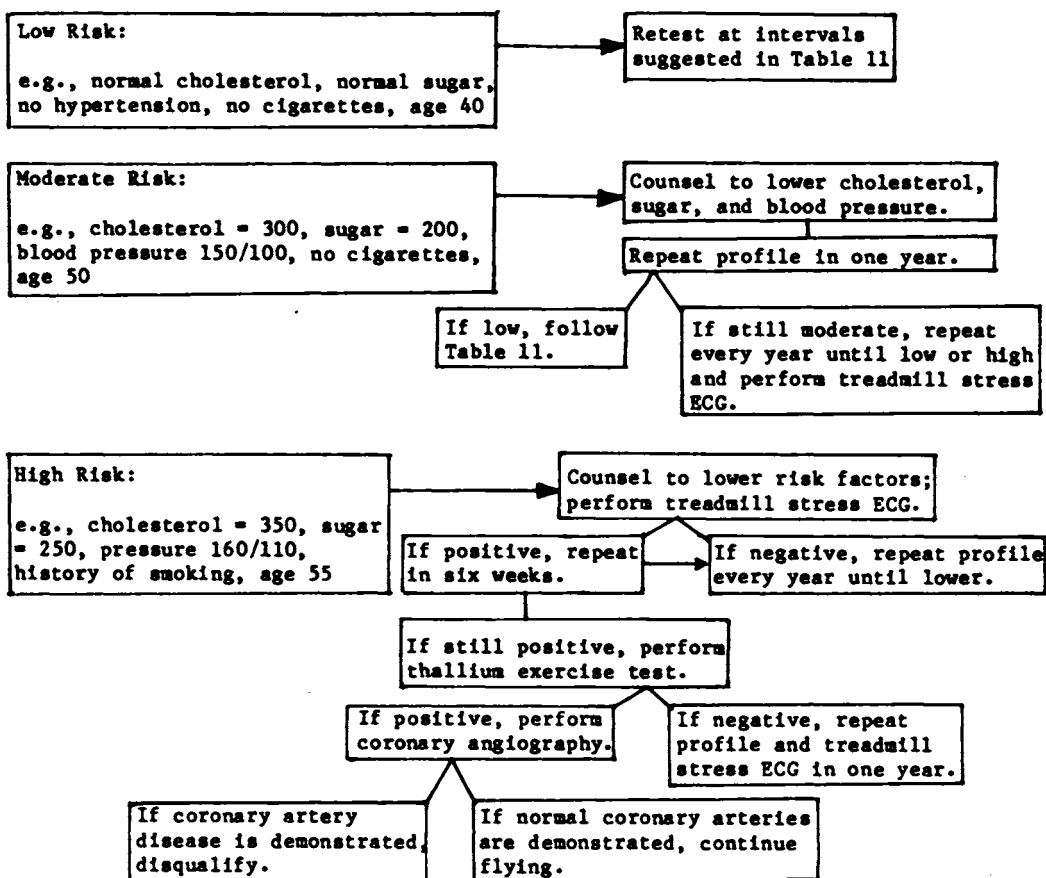 Low Risk:
e.g., normal cholesterol, normal sugar,
no hypertension, no cigarettes, age 40
Retest at intervals
suggested in Table 11
Moderate Risk:
e.g., cholesterol = 300, sugar = 200,
blood pressure 150/100, no cigarettes,
age 50
Counsel to lower cholesterol,
sugar, and blood pressure.
Repeat profile in one year.
If low, follow
Table 11.
If still moderate, repeat
every year until low or high
and perform treadmill stress
ECG.
High Risk:
e.g., cholesterol = 350, sugar
= 250, pressure 160/110,
history of smoking, age 55
Counsel to lower risk factors;
perform treadmill stress ECG.
If positive, repeat
in six weeks.
If negative, repeat profile
every year until lower.
If still positive, perform
thallium exercise test.
If positive, perform
coronary angiography.
If negative, repeat
profile and treadmill
stress ECG in one year.
If coronary artery
disease is demonstrated,
disqualify.
If normal coronary arteries
are demonstrated, continue
flying.